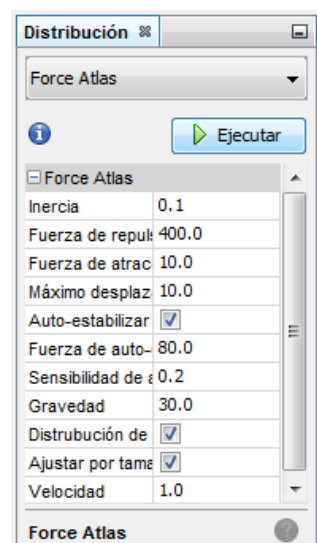 Distribución
Force Atlas
Ejecutar
Force Atlas
Inercia 0.1
Fuerza de repuls 400.0
Fuerza de atrac 10.0
Máximo desplaz 10.0
Auto-estabilizar
Fuerza de auto- 80.0
Sensibilidad de a 0.2
Gravedad 30.0
Distrubución de
Ajustar por tama
Velocidad 1.0
Force Atlas